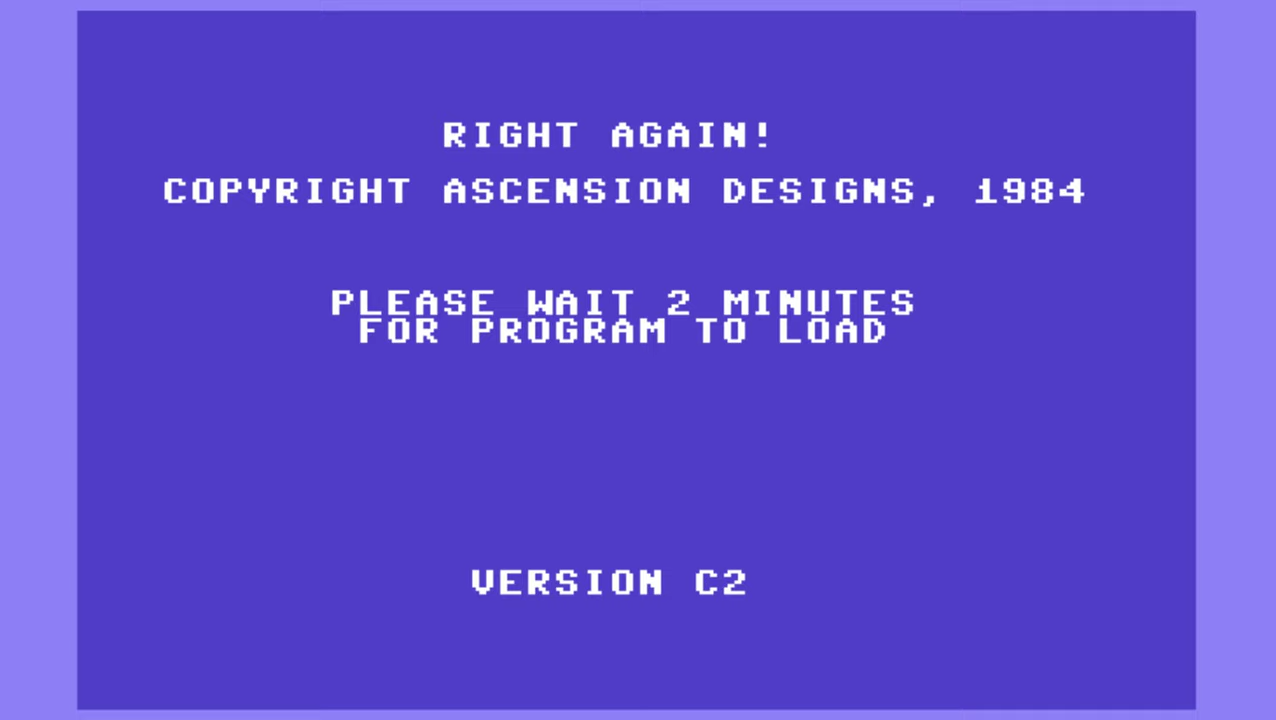 RIGHT AGAIN!
COPYRIGHT ASCENSION DESIGNS, 1984
PLEASE WAIT 2 MINUTES
FOR PROGRAM TO LOAD
VERSION C2